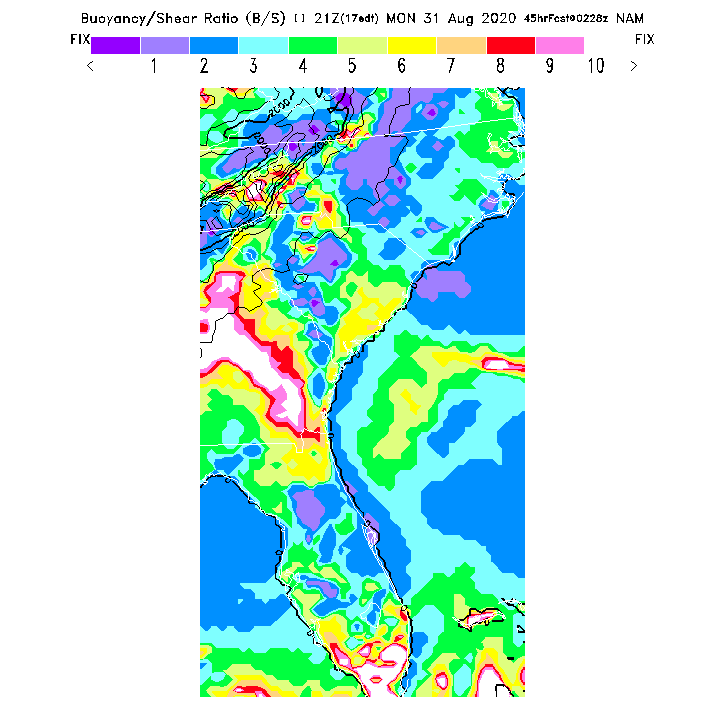 Buoyancy/Shear Ratio (B/S) [] 21Z(17edt) MON 31 Aug 2020 45hrFcst@0228z NAM
FIX FIX
< 1 2 3 4 5 6 7 8 9 10 >
2000